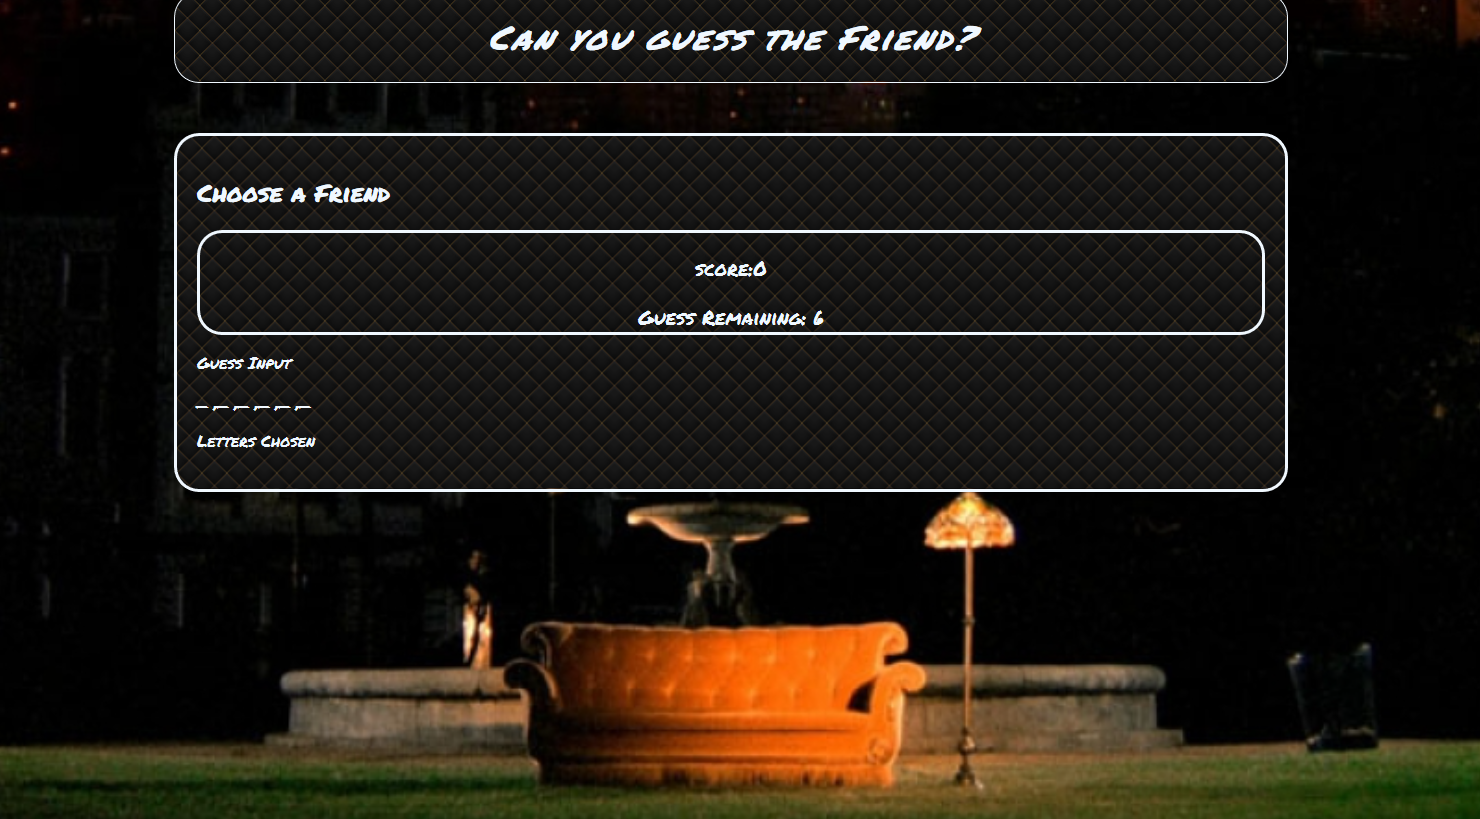 Can you guess the Friend?
Choose a Friend
score:0
Guess Remaining: 6
Guess Input
_ _ _ _ _ _
Letters Chosen